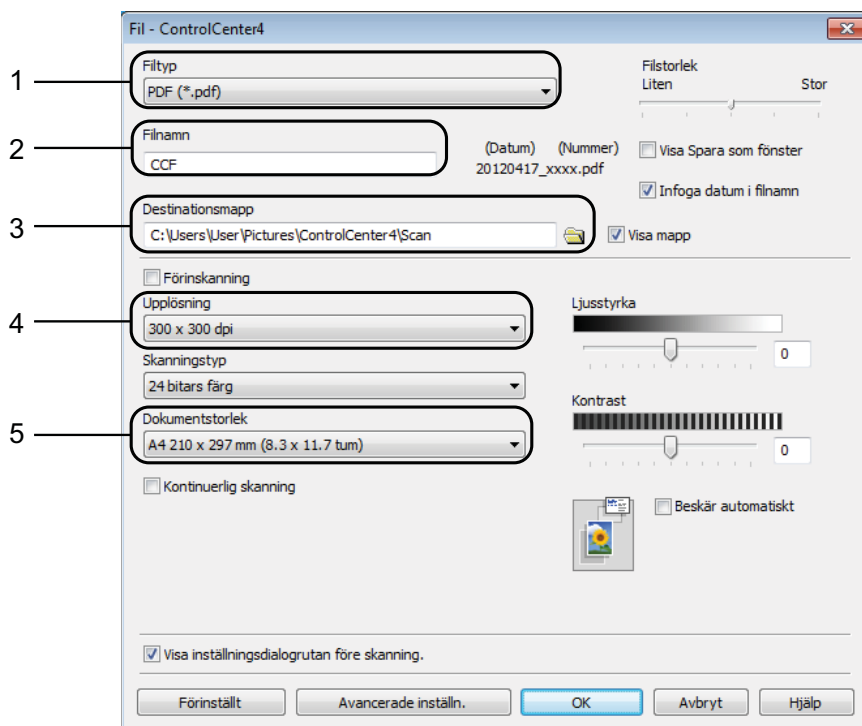 Fil - ControlCenter4
1
Filtyp
PDF (*.pdf)
Filstorlek
Liten Stor
2
Filnamn
CCF
(Datum) (Nummer)
20120417_xxxx.pdf
Visa Spara som fönster
Infoga datum i filnamn
3
Destinationsmapp
C:\Users\User\Pictures\ControlCenter4\Scan
Visa mapp
Förinskanning
4
Upplösning
300 x 300 dpi
Ljusstyrka
0
Skanningstyp
24 bitars färg
Kontrast
0
5
Dokumentstorlek
A4 210 x 297 mm (8.3 x 11.7 tum)
Kontinuerlig skanning
Beskär automatiskt
Visa inställningsdialogrutan före skanning.
Förinställt
Avancerade inställn.
OK
Avbryt
Hjälp